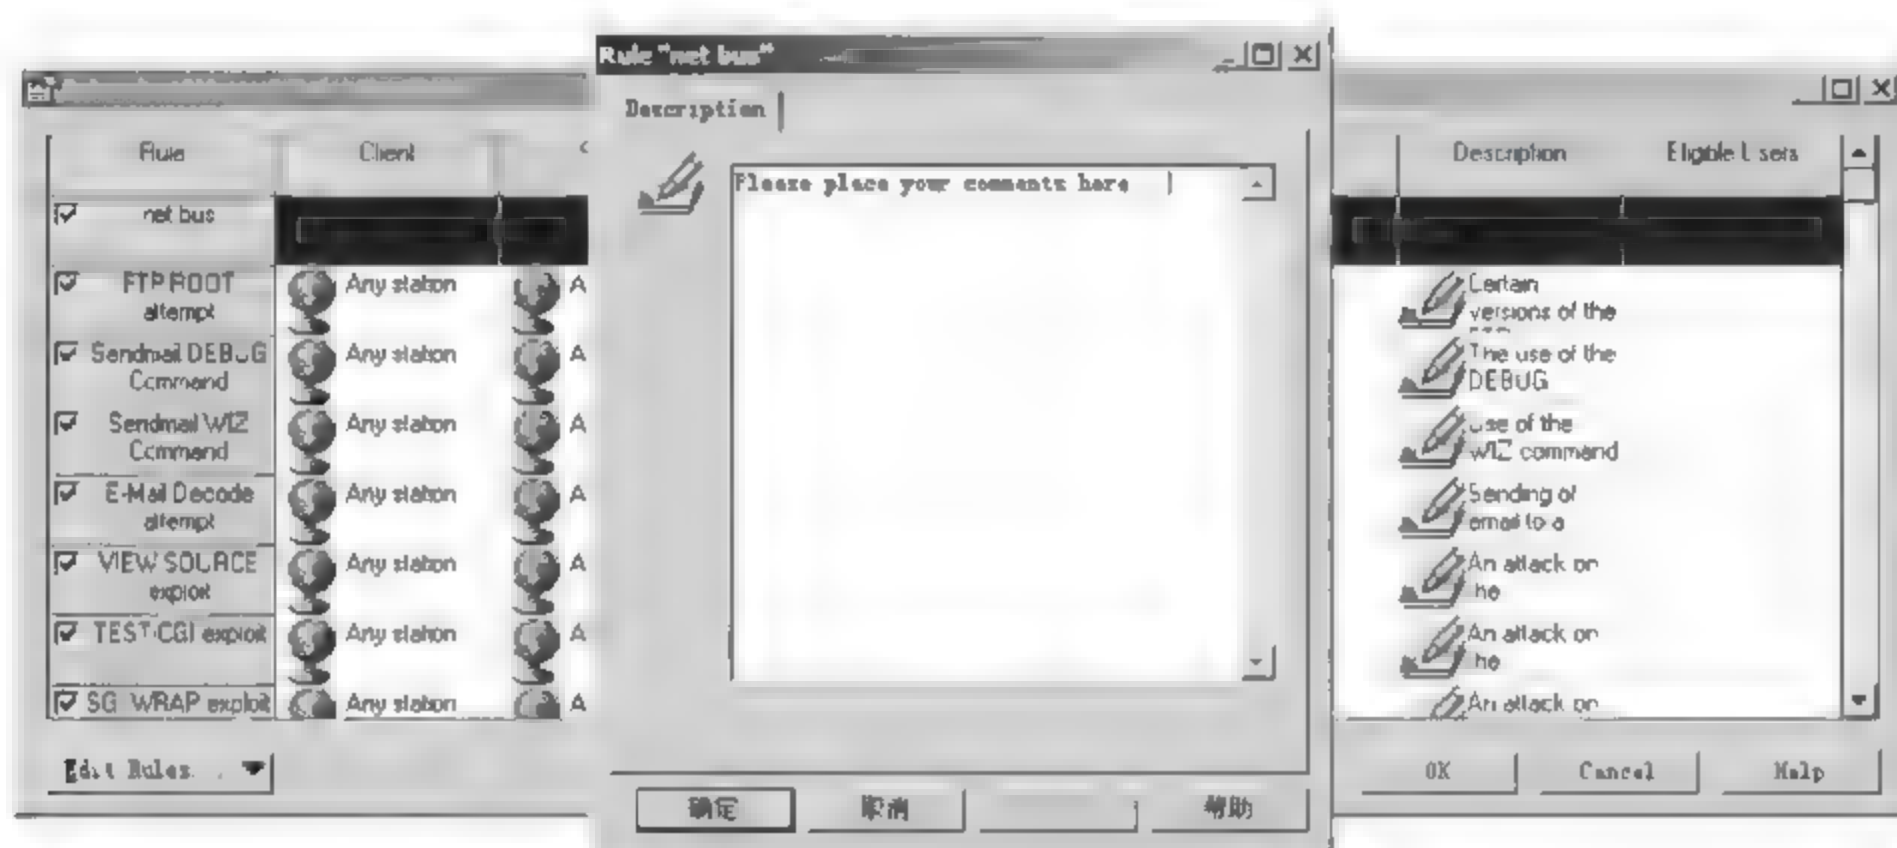 Rule "net bus"
Description
Please place your comments here
确定 取消 帮助
Rule Client
net bus
FTP ROOT
attempt
Any station A
Sendmail DEBUG
Command
Any station A
Sendmail WIZ
Command
Any station A
E-Mail Decode
attempt
Any station A
VIEW SOURCE
exploit
Any station A
TEST-CGI exploit
Any station A
SG WRAP exploit
Any station A
Edit Rules
Description Eligible Users
Certain
versions of the
The use of the
DEBUG
Use of the
WIZ command
Sending of
email to a
An attack on
he
An attack on
he
An attack on
OK Cancel Help